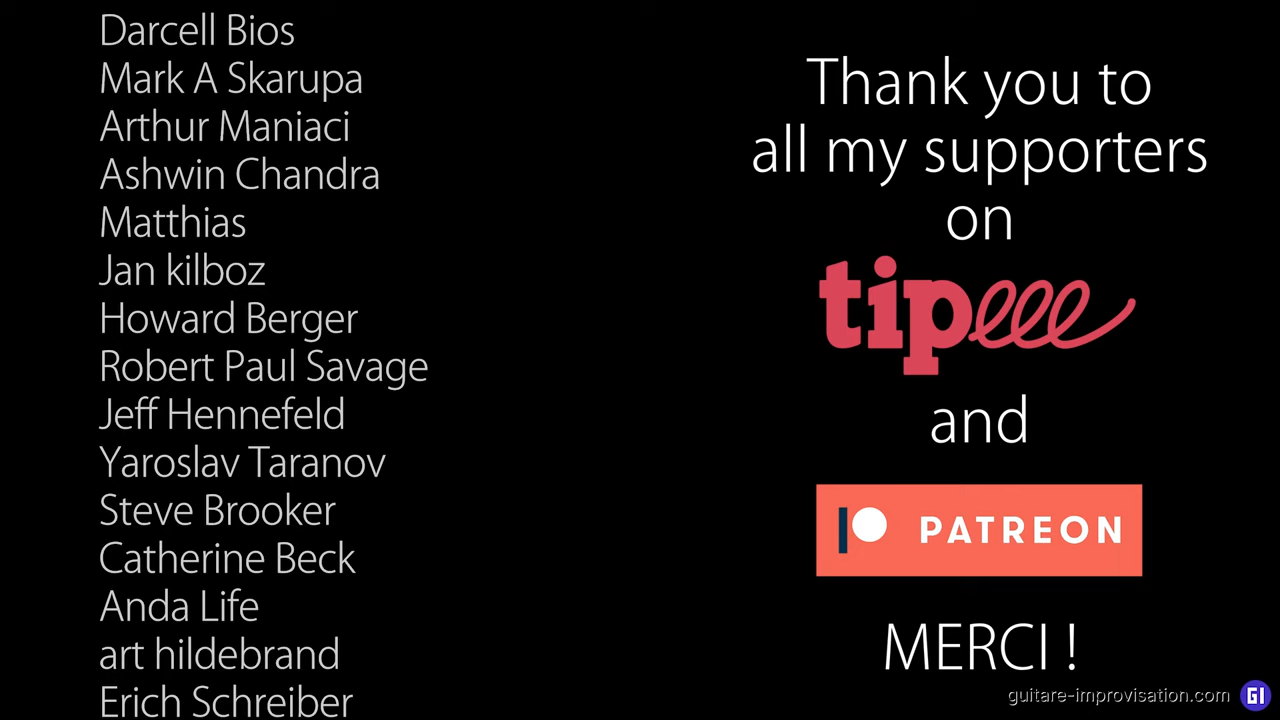 Darcell Bios
Mark A Skarupa
Arthur Maniaci
Ashwin Chandra
Matthias
Jan kilboz
Howard Berger
Robert Paul Savage
Jeff Hennefeld
Yaroslav Taranov
Steve Brooker
Catherine Beck
Anda Life
art hildebrand
Erich Schreiber
Thank you to
all my supporters
on
tipeee
and
PATREON
MERCI !
guitare-improvisation.com GI